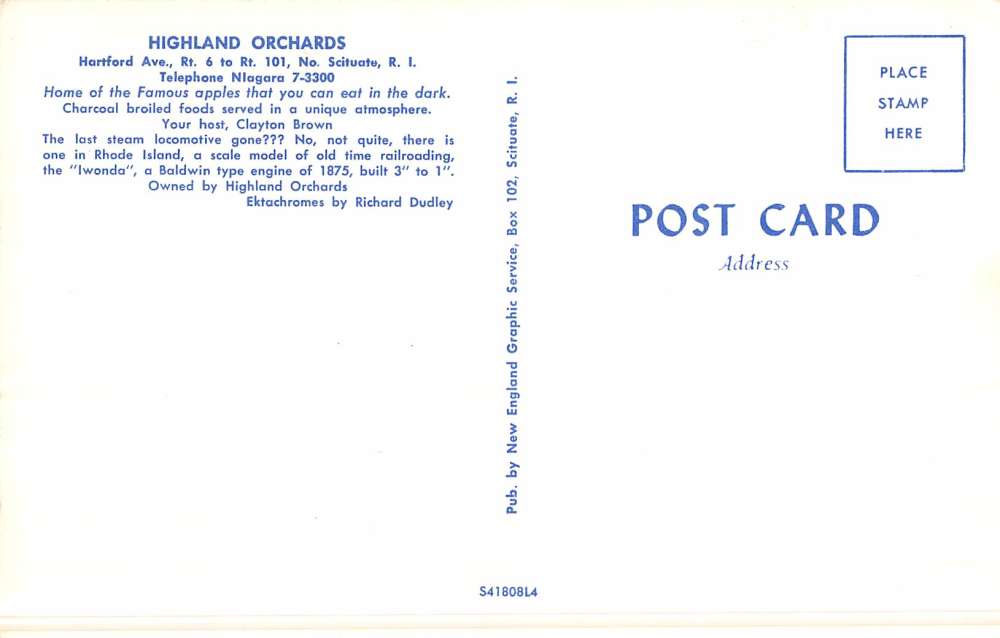 HIGHLAND ORCHARDS
Hartford Ave., Rt. 6 to Rt. 101, No. Scituate, R. I.
Telephone NIagara 7-3300
Home of the Famous apples that you can eat in the dark.
Charcoal broiled foods served in a unique atmosphere.
Your host, Clayton Brown
The last steam locomotive gone??? No, not quite, there is
one in Rhode Island, a scale model of old time railroading,
the "Iwonda", a Baldwin type engine of 1875, built 3" to 1".
Owned by Highland Orchards
Ektachromes by Richard Dudley
Pub. by New England Graphic Service, Box 102, Scituate, R. I.
PLACE
STAMP
HERE
POST CARD
Address
S41808L4